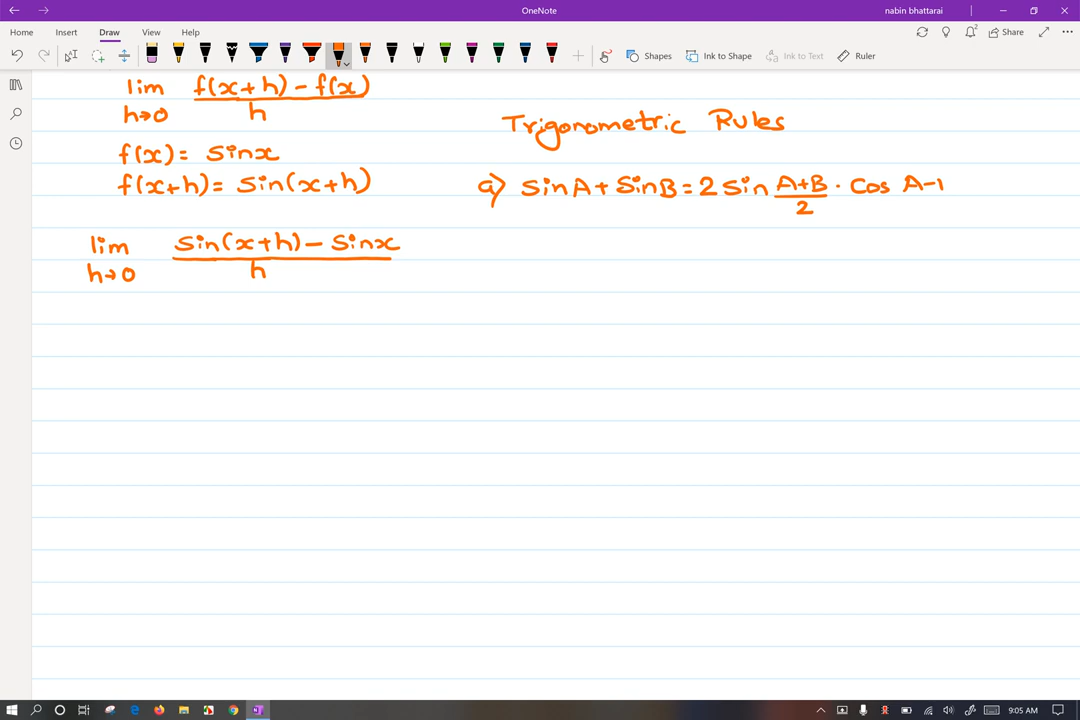 OneNote
nabin bhattarai
Home Insert Draw View Help
Share
Shapes Ink to Shape Ink to Text Ruler
lim f(x+h) - f(x)
h→0 h
f(x) = sinx
f(x+h) = sin(x+h)
lim sin(x+h) - sinx
h→0 h
Trigonometric Rules
a) sinA + sinB = 2 sin A+B/2 · cos A-1
9:05 AM